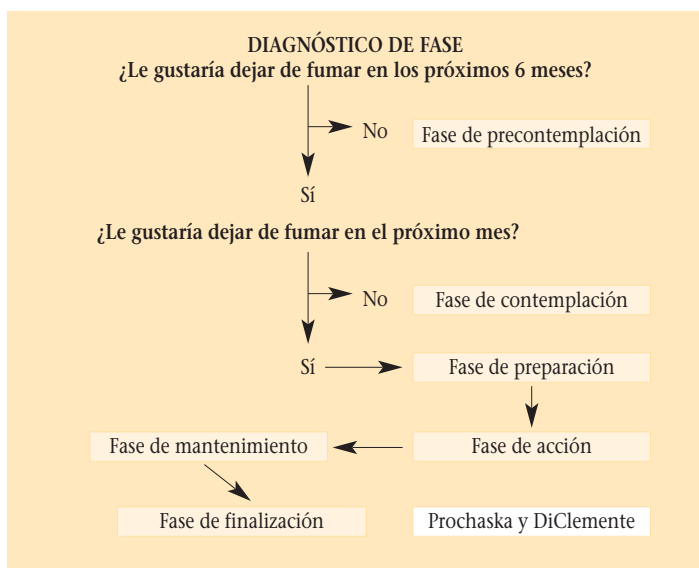 DIAGNÓSTICO DE FASE
¿Le gustaría dejar de fumar en los próximos 6 meses?
No
Fase de precontemplación
Sí
¿Le gustaría dejar de fumar en el próximo mes?
No
Fase de contemplación
Sí
Fase de preparación
Fase de mantenimiento
Fase de acción
Fase de finalización
Prochaska y DiClemente